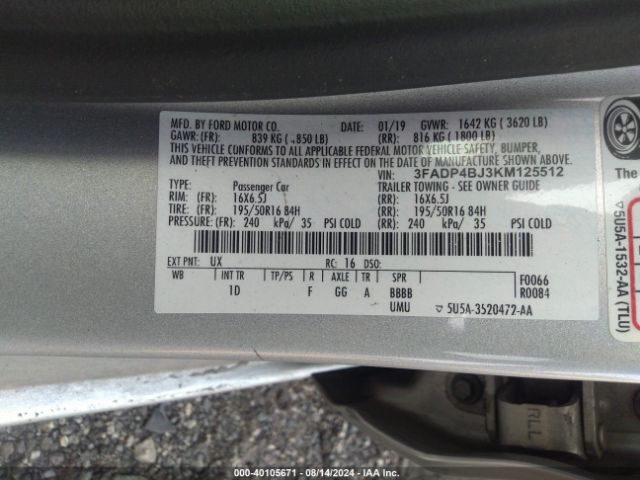 MFD. BY FORD MOTOR CO. DATE: 01/19 GVWR: 1642 KG ( 3620 LB)
GAWR: (FR): 839 KG ( 1850 LB) (RR): 816 KG ( 1800 LB)
THIS VEHICLE CONFORMS TO ALL APPLICABLE FEDERAL MOTOR VEHICLE SAFETY, BUMPER,
AND THEFT PREVENTION STANDARDS IN EFFECT ON THE DATE OF MANUFACTURE SHOWN ABOVE.
VIN: 3FADP4BJ3KM125512
TYPE: Passenger Car TRAILER TOWING - SEE OWNER GUIDE
RIM: (FR) 16X6.5J (RR): 16X6.5J
TIRE: (FR) 195/50R16 84H (RR): 195/50R16 84H
PRESSURE: (FR) 240 kPa/ 35 PSI COLD (RR): 240 kPa/ 35 PSI COLD
EXT PNT: UX RC: 16 DSO:
WB INT TR TP/PS R AXLE TR SPR F0066
1D F GG A BBBB R0084
UMU ▽ 5U5A-3520472-AA
The
▽ 5U5A-1532-AA (TLU)
RLL
000-40105671 - 08/14/2024 - IAA Inc.